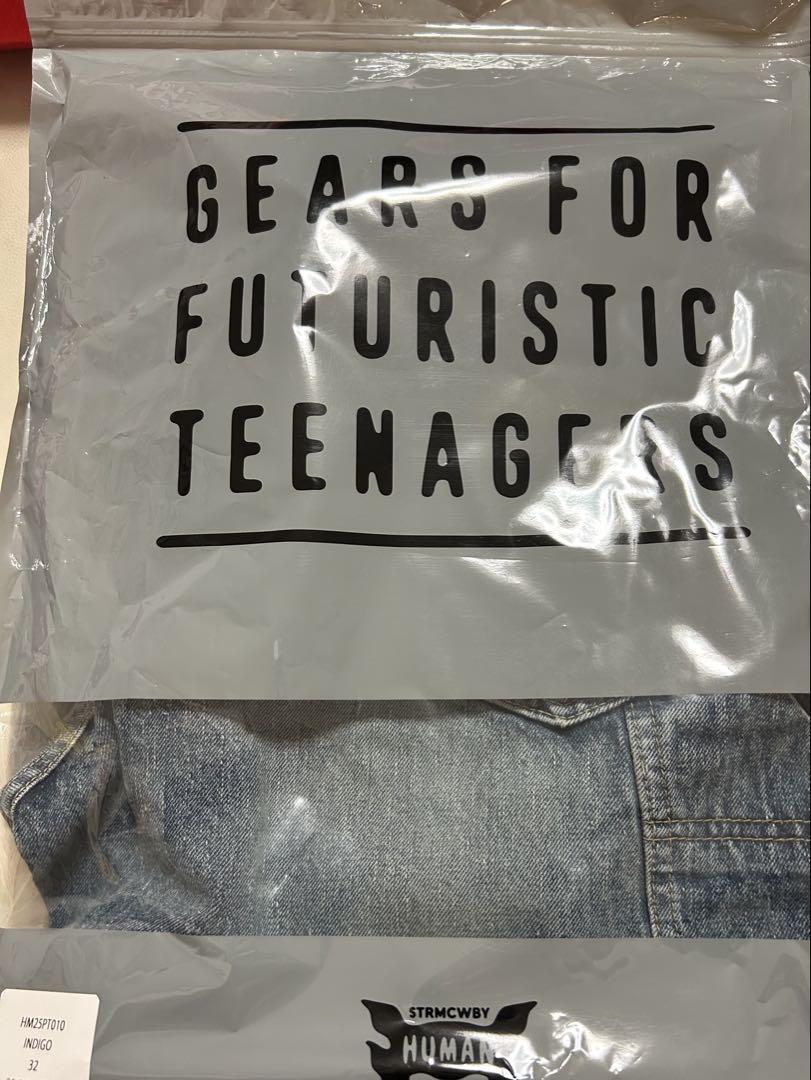 GEARS FOR
FUTURISTIC
TEENAGERS
STRMCWBY
HUMAN
HM25PT010
INDIGO
32